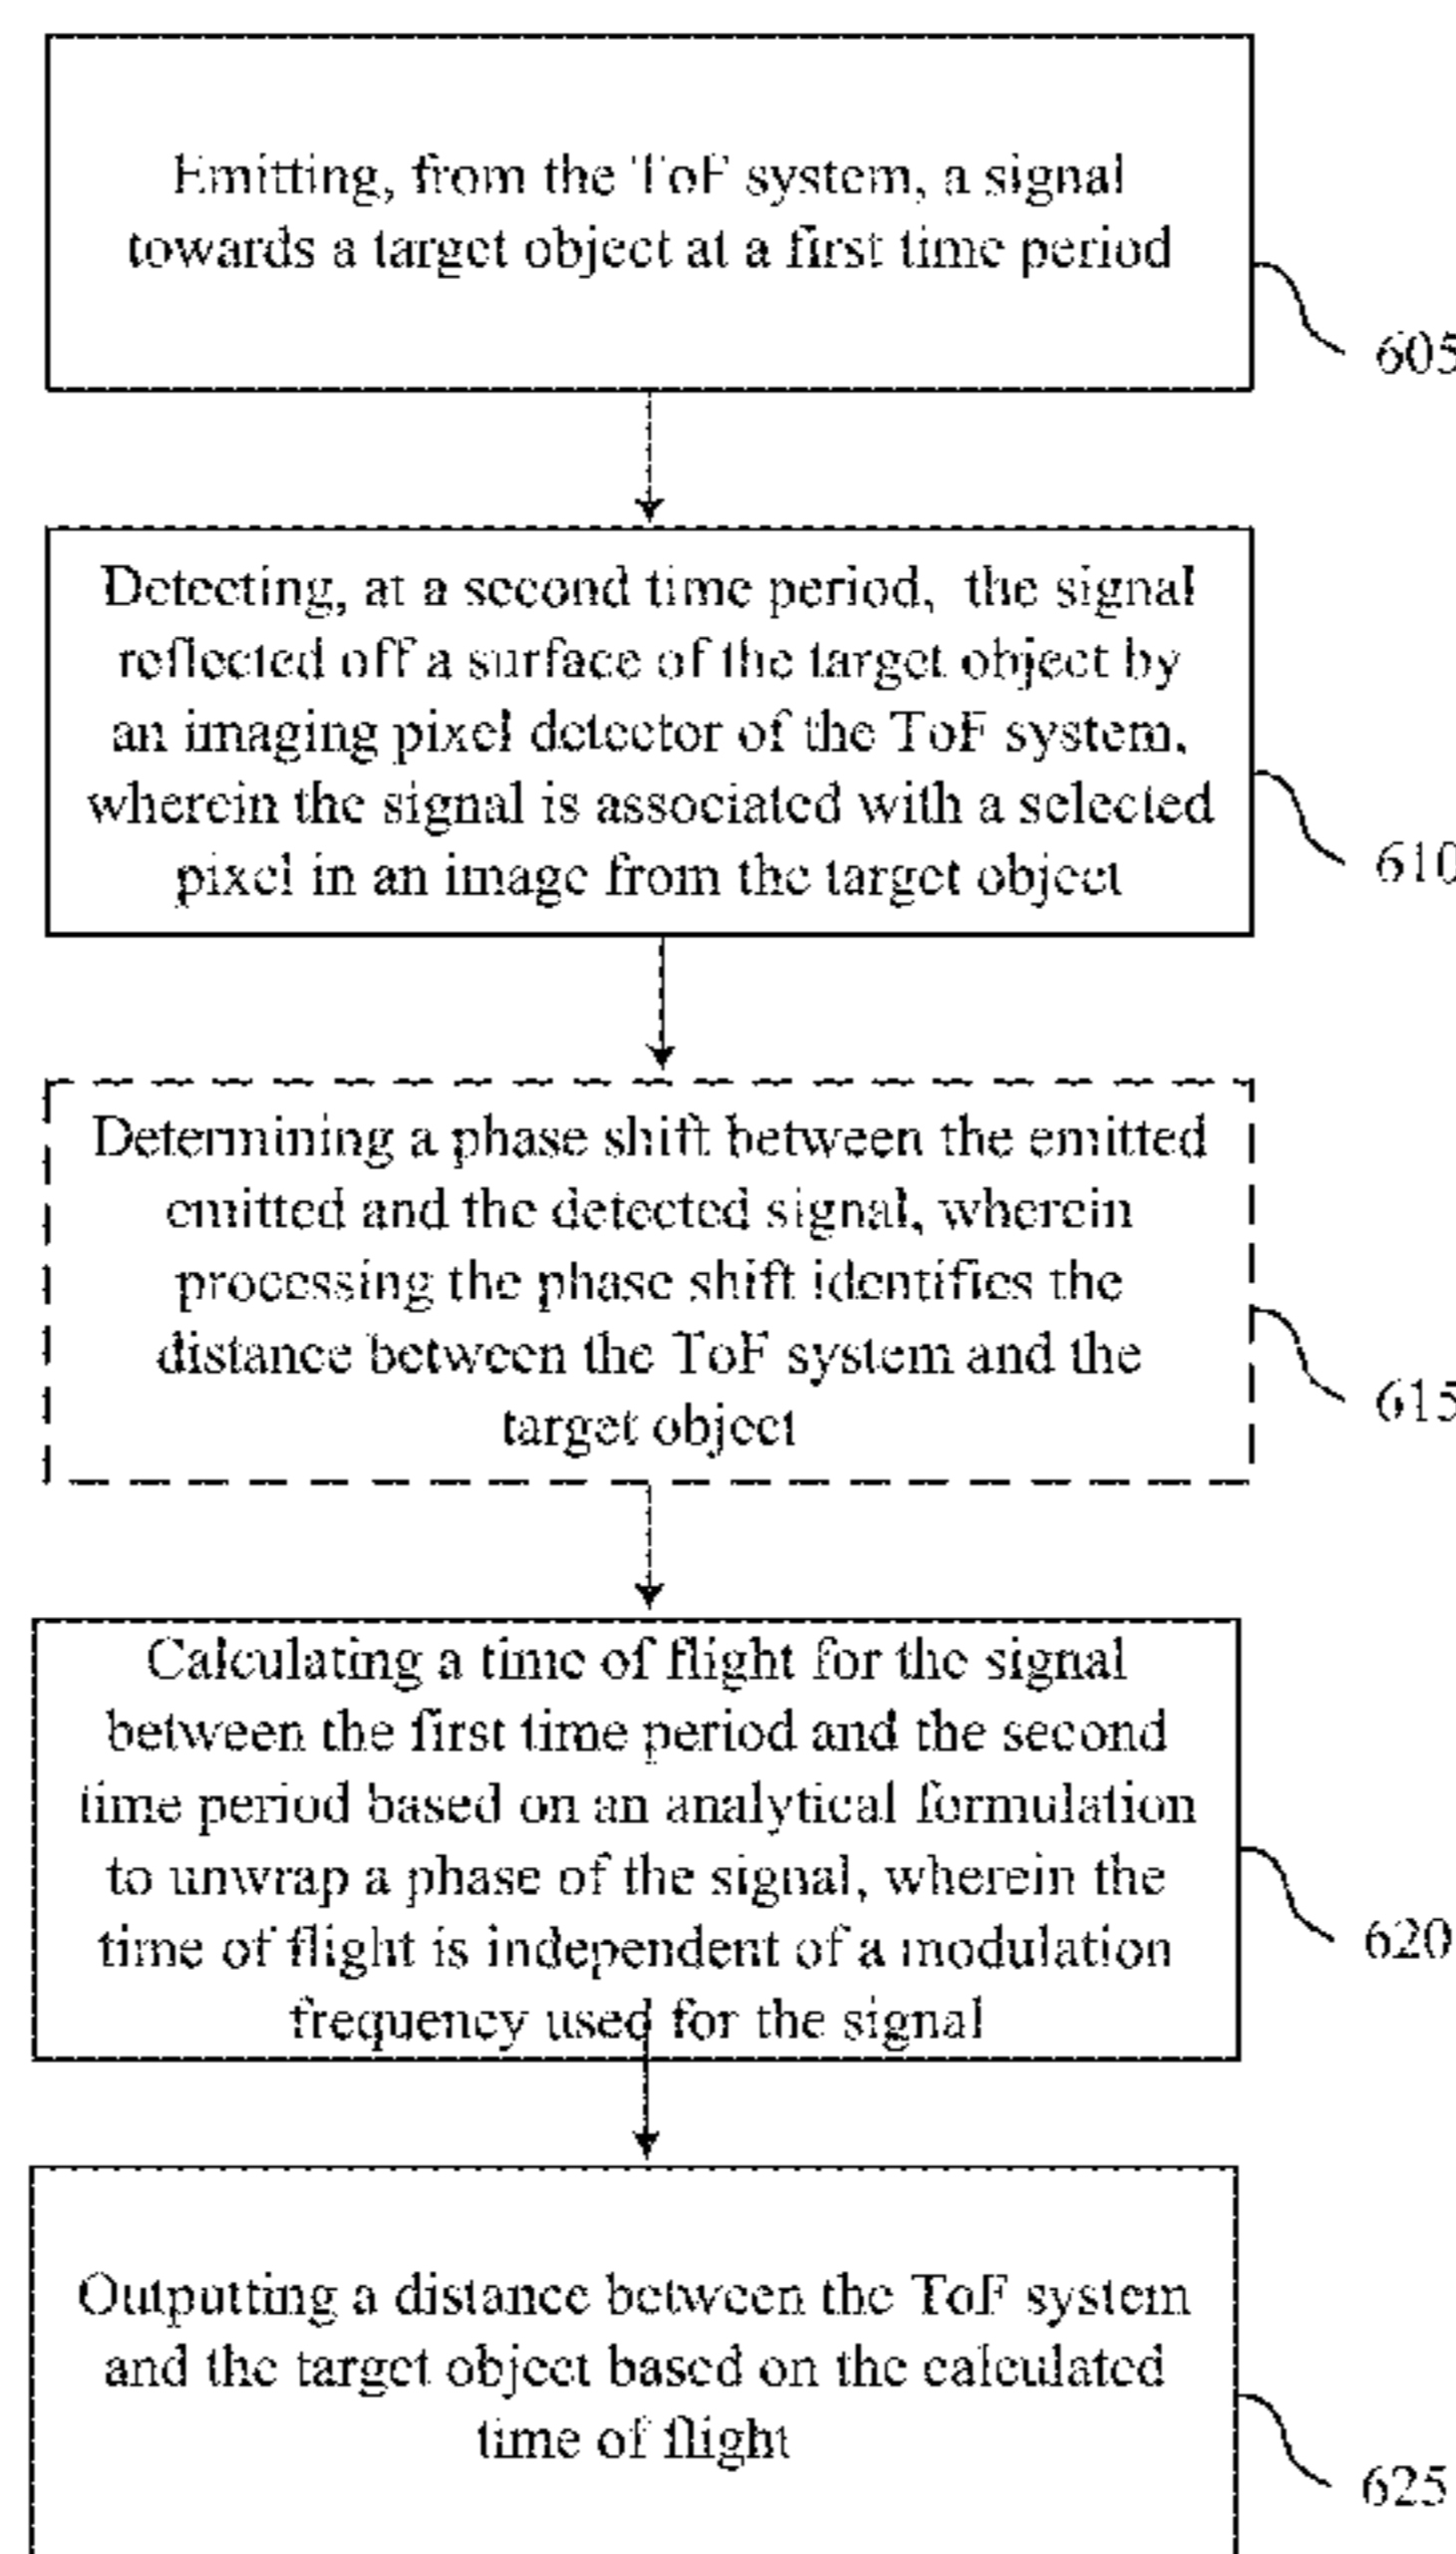 Emitting, from the ToF system, a signal
towards a target object at a first time period
605
Detecting, at a second time period, the signal
reflected off a surface of the target object by
an imaging pixel detector of the ToF system,
wherein the signal is associated with a selected
pixel in an image from the target object
610
Determining a phase shift between the emitted
emitted and the detected signal, wherein
processing the phase shift identifies the
distance between the ToF system and the
target object
615
Calculating a time of flight for the signal
between the first time period and the second
time period based on an analytical formulation
to unwrap a phase of the signal, wherein the
time of flight is independent of a modulation
frequency used for the signal
620
Outputting a distance between the ToF system
and the target object based on the calculated
time of flight
625